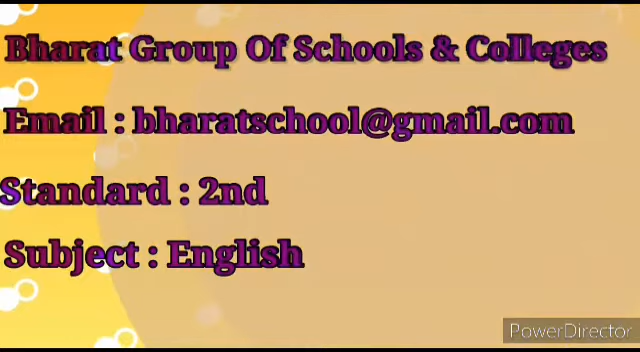 Bharat Group Of Schools & Colleges
Email : bharatschool@gmail.com
Standard : 2nd
Subject : English
PowerDirector